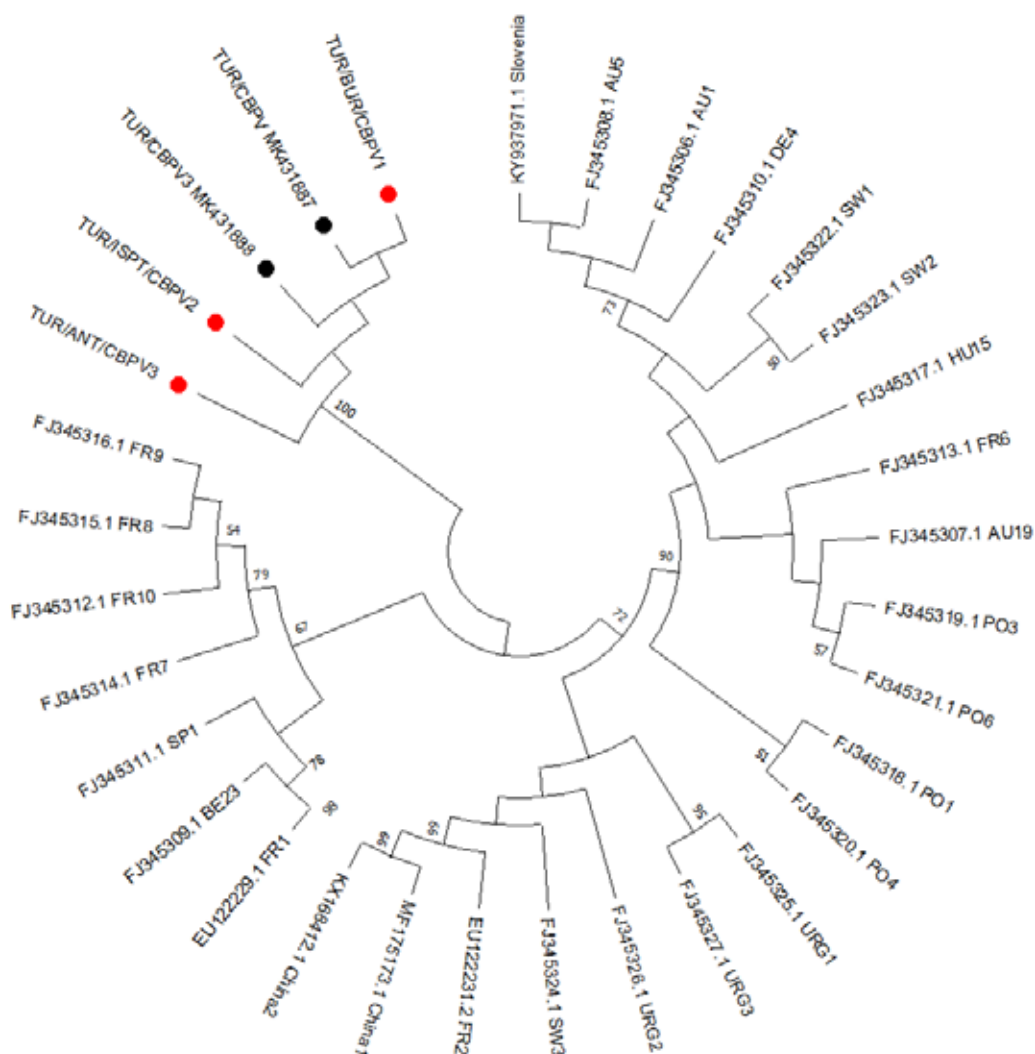 KY937971.1 Slovenia
FJ345308.1 AU5
FJ345306.1 AU1
FJ345310.1 DE4
FJ345322.1 SW1
FJ345323.1 SW2
FJ345317.1 HU15
FJ345313.1 FR6
FJ345307.1 AU19
FJ345319.1 PO3
FJ345321.1 PO6
FJ345318.1 PO1
FJ345320.1 PO4
FJ345325.1 URG1
FJ345327.1 URG3
FJ345326.1 URG2
FJ345324.1 SW3
EU122231.2 FR2
MF175173.1 China1
KX168412.1 China2
EU122229.1 FR1
FJ345309.1 BE23
FJ345311.1 SP1
FJ345314.1 FR7
FJ345312.1 FR10
FJ345315.1 FR8
FJ345316.1 FR9
TUR/ANT/CBPV3
TUR/ISPT/CBPV2
TUR/CBPV3 MK431888
TUR/CBPV MK431887
TUR/BUR/CBPV1
73
50
90
72
57
51
95
99
78
67
79
54
100